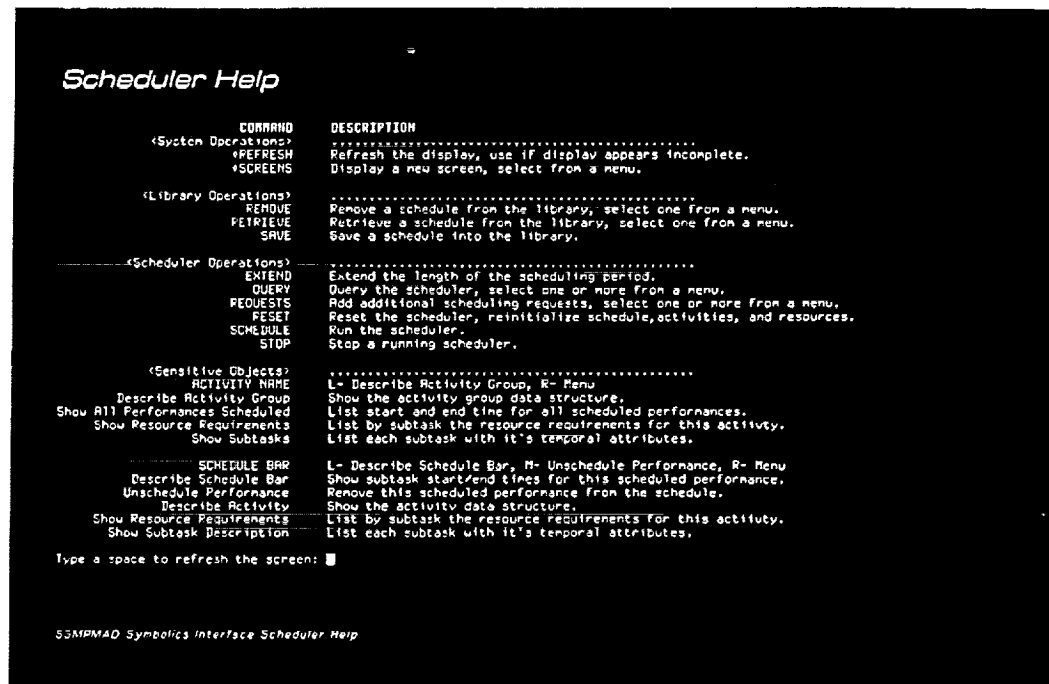 Scheduler Help
COMMAND DESCRIPTION
<System Operations> ................................................
*REFRESH Refresh the display, use if display appears incomplete.
*SCREENS Display a new screen, select from a menu.
<Library Operations> ................................................
REMOVE Remove a schedule from the library, select one from a menu.
RETRIEVE Retrieve a schedule from the library, select one from a menu.
SAVE Save a schedule into the library.
<Scheduler Operations> ................................................
EXTEND Extend the length of the scheduling period.
QUERY Query the scheduler, select one or more from a menu.
REQUESTS Add additional scheduling requests, select one or more from a menu.
RESET Reset the scheduler, reinitialize schedule,activities, and resources.
SCHEDULE Run the scheduler.
STOP Stop a running scheduler.
<Sensitive Objects> ................................................
ACTIVITY NAME L- Describe Activity Group, R- Menu
Describe Activity Group Show the activity group data structure.
Show All Performances Scheduled List start and end time for all scheduled performances.
Show Resource Requirements List by subtask the resource requirements for this actiivty.
Show Subtasks List each subtask with it's temporal attributes.
SCHEDULE BAR L- Describe Schedule Bar, M- Unschedule Performance, R- Menu
Describe Schedule Bar Show subtask start/end times for this scheduled performance.
Unschedule Performance Remove this scheduled performance from the schedule.
Describe Activity Show the activity data structure.
Show Resource Requirements List by subtask the resource requirements for this actiivty.
Show Subtask Description List each subtask with it's temporal attributes.
Type a space to refresh the screen:
SSMPMAD Symbolics Interface Scheduler Help